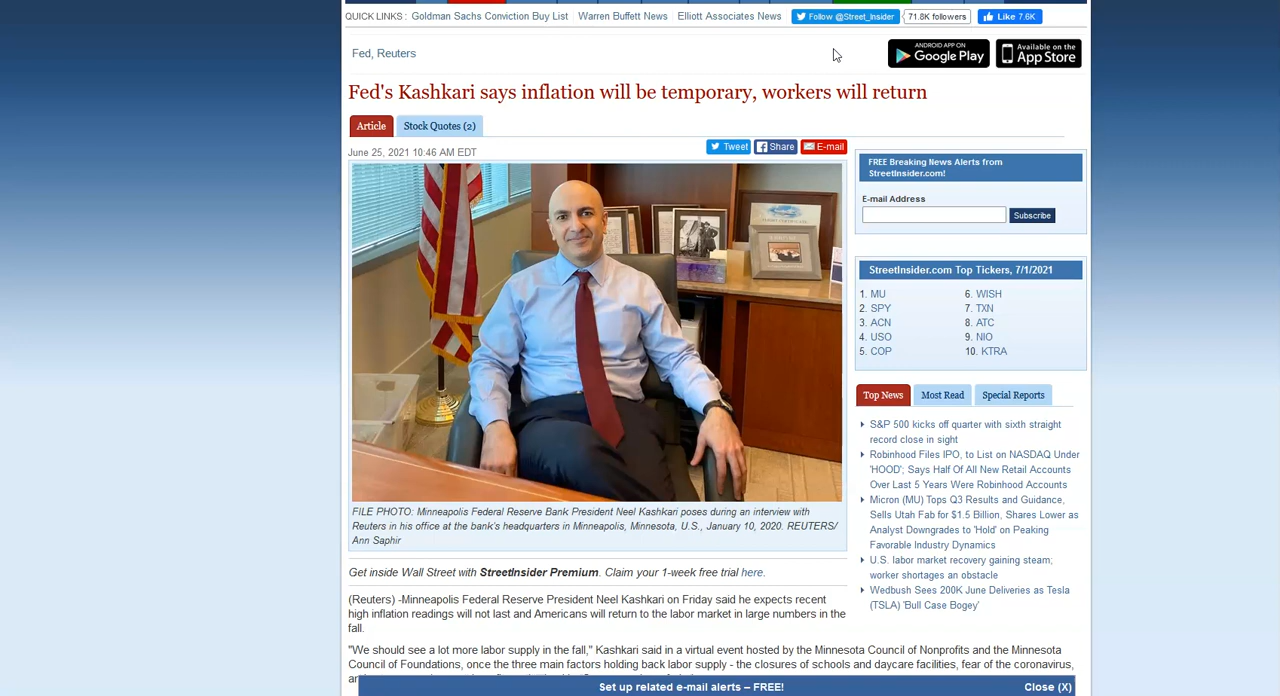 QUICK LINKS : Goldman Sachs Conviction Buy List Warren Buffett News Elliott Associates News Follow @Street_Insider 71.8K followers Like 7.6K
Fed, Reuters
ANDROID APP ON
Google Play
Available on the
App Store
Fed's Kashkari says inflation will be temporary, workers will return
Article Stock Quotes (2)
June 25, 2021 10:46 AM EDT
Tweet Share E-mail
FILE PHOTO: Minneapolis Federal Reserve Bank President Neel Kashkari poses during an interview with
Reuters in his office at the bank's headquarters in Minneapolis, Minnesota, U.S., January 10, 2020. REUTERS/
Ann Saphir
Get inside Wall Street with StreetInsider Premium. Claim your 1-week free trial here.
(Reuters) -Minneapolis Federal Reserve President Neel Kashkari on Friday said he expects recent
high inflation readings will not last and Americans will return to the labor market in large numbers in the
fall.
"We should see a lot more labor supply in the fall," Kashkari said in a virtual event hosted by the Minnesota Council of Nonprofits and the Minnesota
Council of Foundations, once the three main factors holding back labor supply - the closures of schools and daycare facilities, fear of the coronavirus,
FREE Breaking News Alerts from
StreetInsider.com!
E-mail Address
Subscribe
StreetInsider.com Top Tickers, 7/1/2021
1. MU 6. WISH
2. SPY 7. TXN
3. ACN 8. ATC
4. USO 9. NIO
5. COP 10. KTRA
Top News Most Read Special Reports
S&P 500 kicks off quarter with sixth straight
record close in sight
Robinhood Files IPO, to List on NASDAQ Under
'HOOD'; Says Half Of All New Retail Accounts
Over Last 5 Years Were Robinhood Accounts
Micron (MU) Tops Q3 Results and Guidance,
Sells Utah Fab for $1.5 Billion, Shares Lower as
Analyst Downgrades to 'Hold' on Peaking
Favorable Industry Dynamics
U.S. labor market recovery gaining steam;
worker shortages an obstacle
Wedbush Sees 200K June Deliveries as Tesla
(TSLA) 'Bull Case Bogey'
Set up related e-mail alerts – FREE! Close (X)